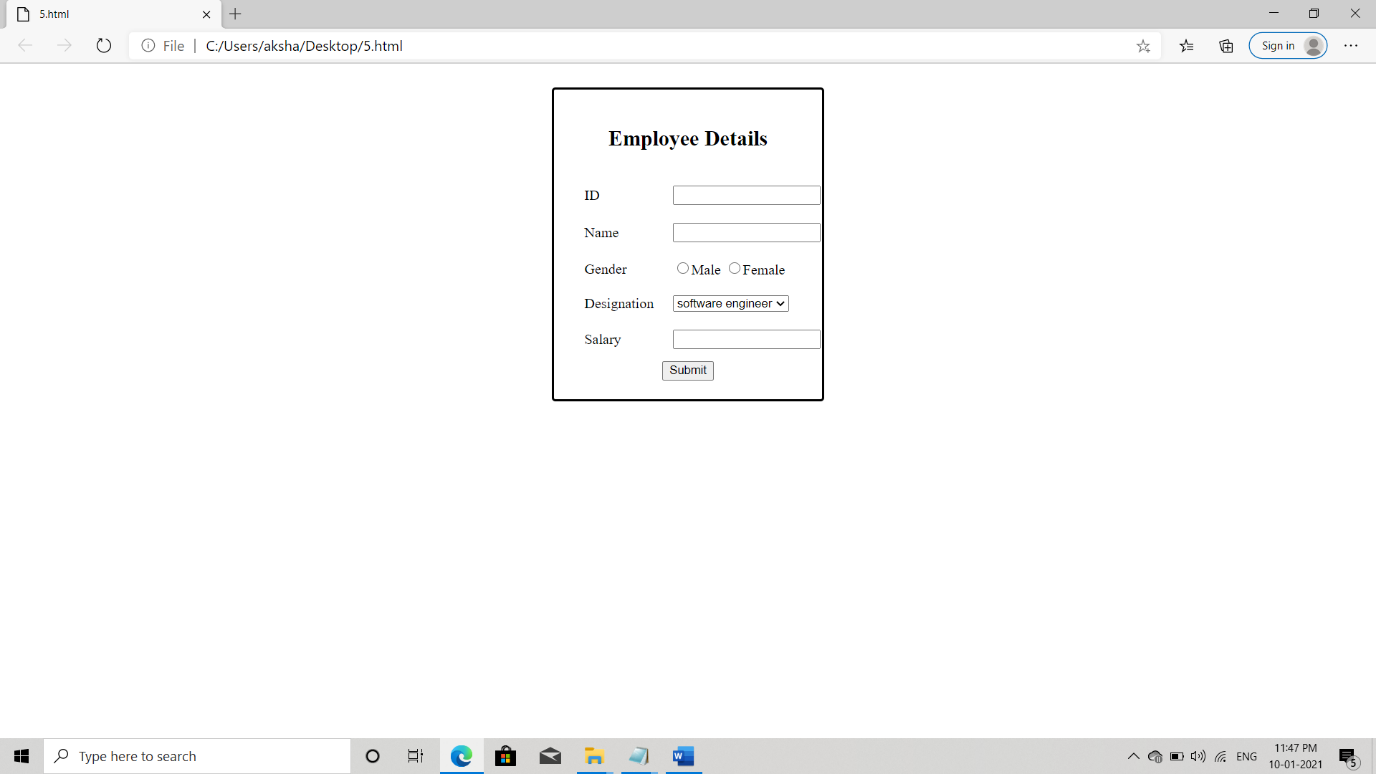 5.html
File | C:/Users/aksha/Desktop/5.html
Sign in
Employee Details
ID
Name
Gender Male Female
Designation software engineer
Salary
Submit
Type here to search
W
ENG
11:47 PM
10-01-2021
5